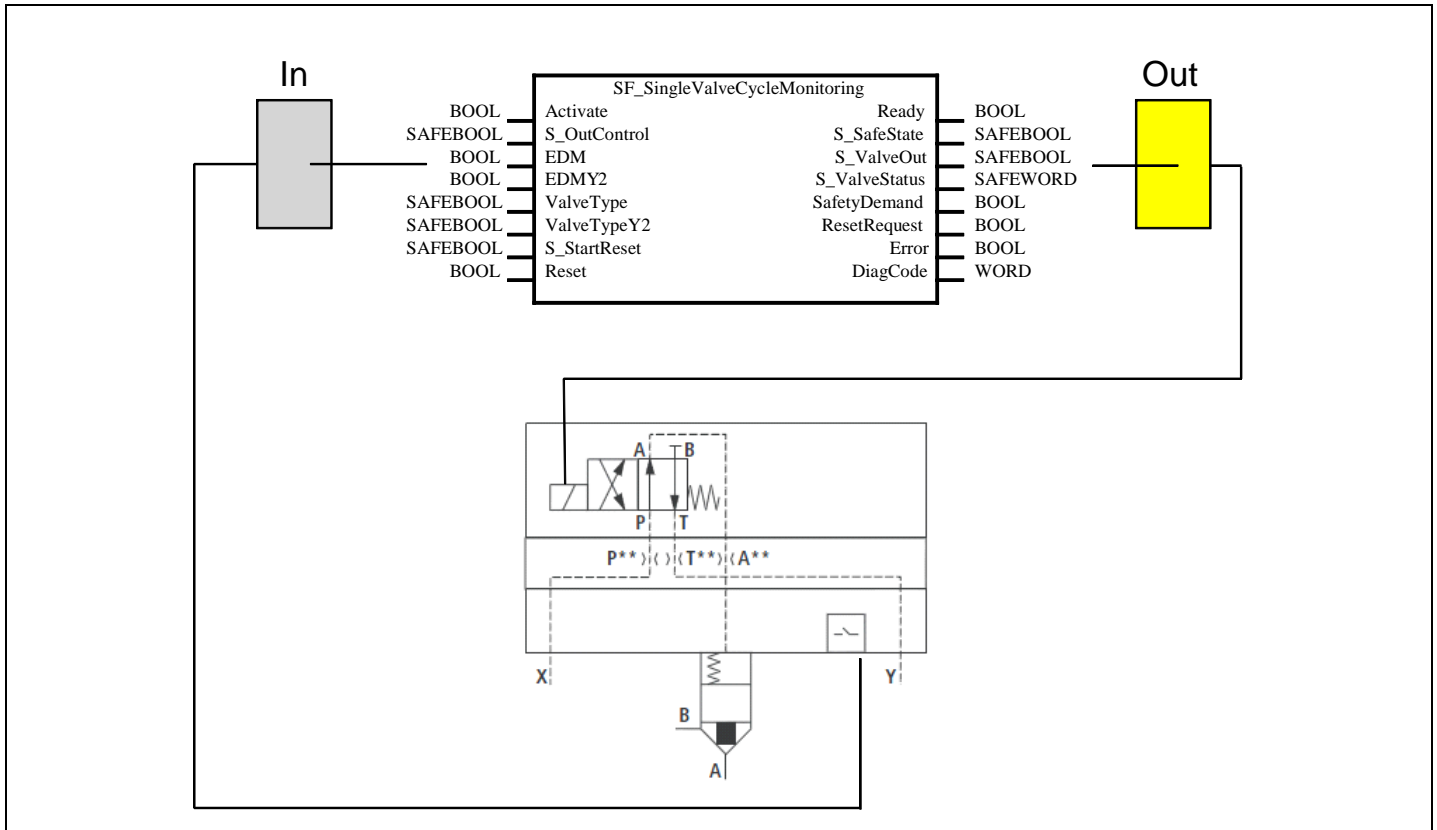 In
Out
SF_SingleValveCycleMonitoring
BOOL Activate Ready BOOL
SAFEBOOL S_OutControl S_SafeState SAFEBOOL
BOOL EDM S_ValveOut SAFEBOOL
BOOL EDMY2 S_ValveStatus SAFEWORD
SAFEBOOL ValveType SafetyDemand BOOL
SAFEBOOL ValveTypeY2 ResetRequest BOOL
SAFEBOOL S_StartReset Error BOOL
BOOL Reset DiagCode WORD
A B
P T
P** T** A**
X Y
B
A